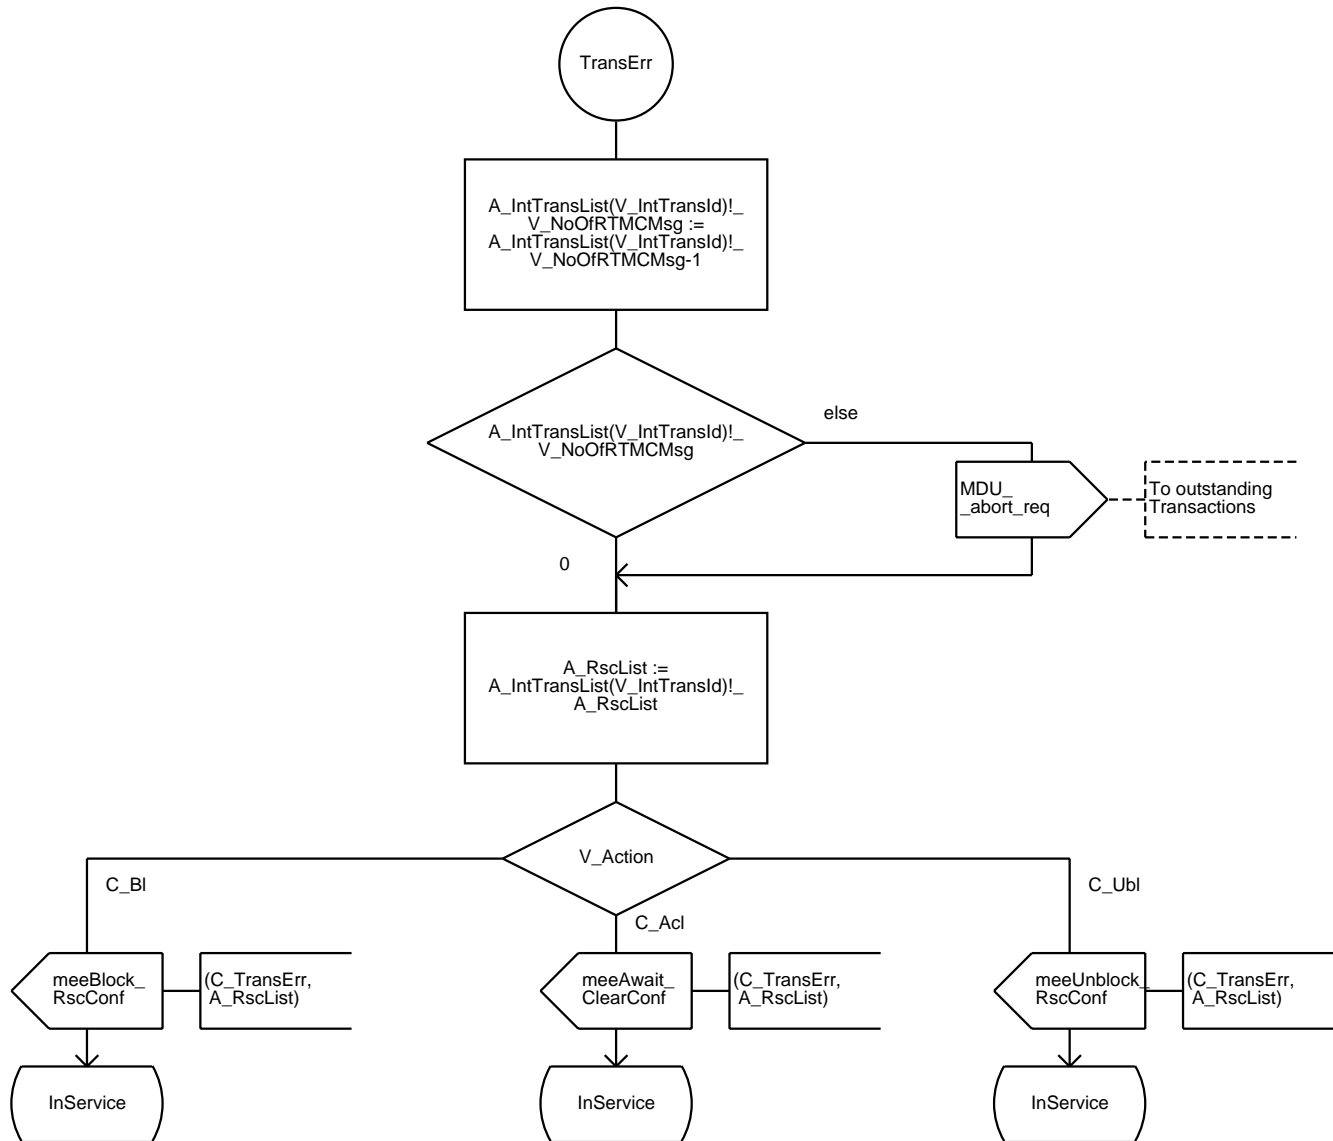 TransErr
A_IntTransList(V_IntTransId)!_
V_NoOfRTMCMsg :=
A_IntTransList(V_IntTransId)!_
V_NoOfRTMCMsg-1
else
A_IntTransList(V_IntTransId)!_
V_NoOfRTMCMsg
MDU_
_abort_req
To outstanding
Transactions
0
A_RscList :=
A_IntTransList(V_IntTransId)!_
A_RscList
V_Action
C_Bl
C_Acl
C_Ubl
meeBlock_
RscConf
(C_TransErr,
A_RscList)
meeAwait_
ClearConf
(C_TransErr,
A_RscList)
meeUnblock_
RscConf
(C_TransErr,
A_RscList)
InService
InService
InService